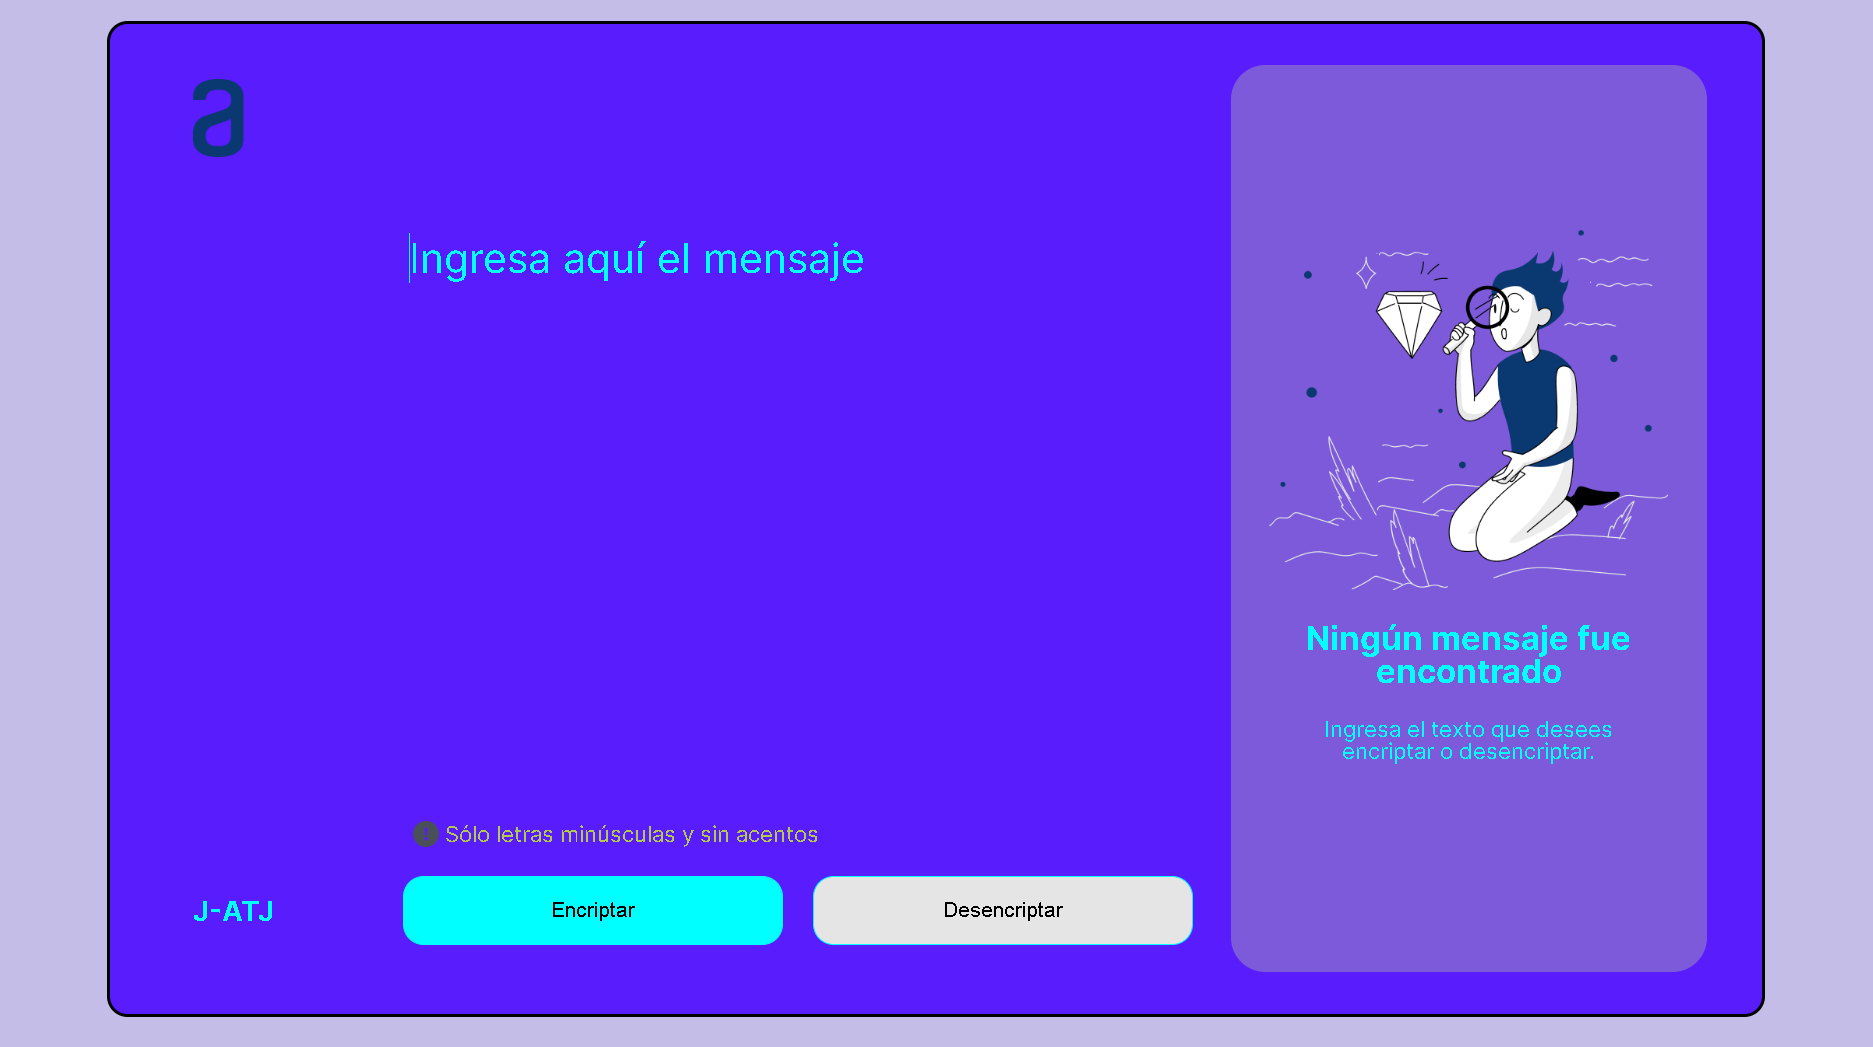 a
Ingresa aquí el mensaje
Sólo letras minúsculas y sin acentos
J-ATJ
Encriptar
Desencriptar
Ningún mensaje fue
encontrado
Ingresa el texto que desees
encriptar o desencriptar.